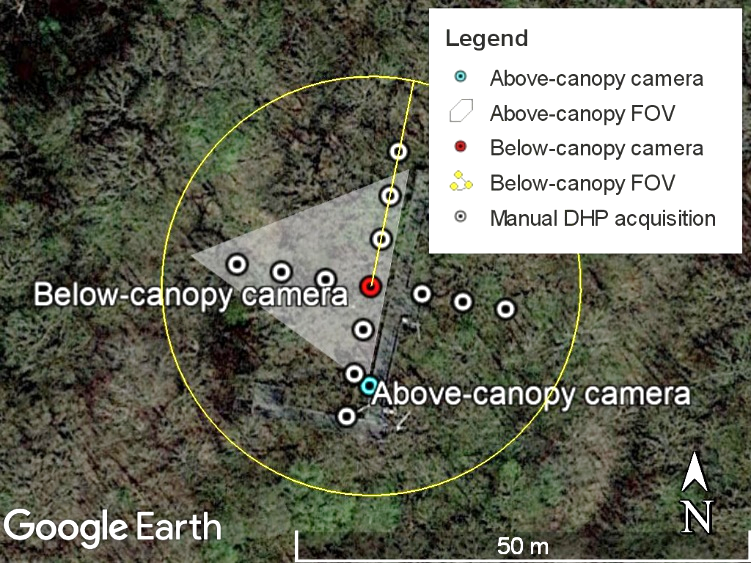 Legend
Above-canopy camera
Above-canopy FOV
Below-canopy camera
Below-canopy FOV
Manual DHP acquisition
Below-canopy camera
Above-canopy camera
Google Earth
N
50 m